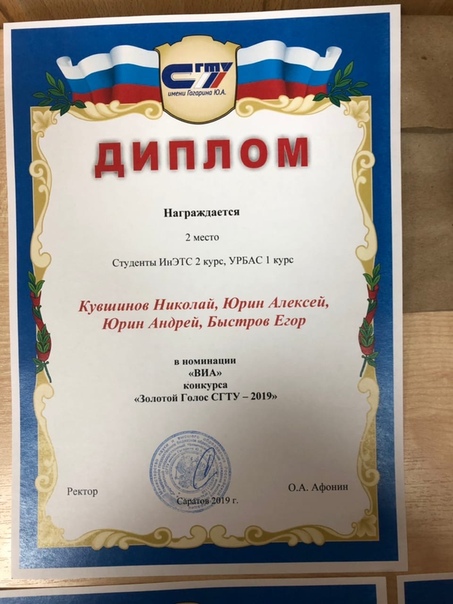 СГТУ
имени Гагарина Ю.А.
ДИПЛОМ
Награждается
2 место
Студенты ИнЭТС 2 курс, УРБАС 1 курс
Кувшинов Николай, Юрин Алексей,
Юрин Андрей, Быстров Егор
в номинации
«ВИА»
конкурса
«Золотой Голос СГТУ – 2019»
Ректор
О.А. Афонин
Саратов 2019 г.